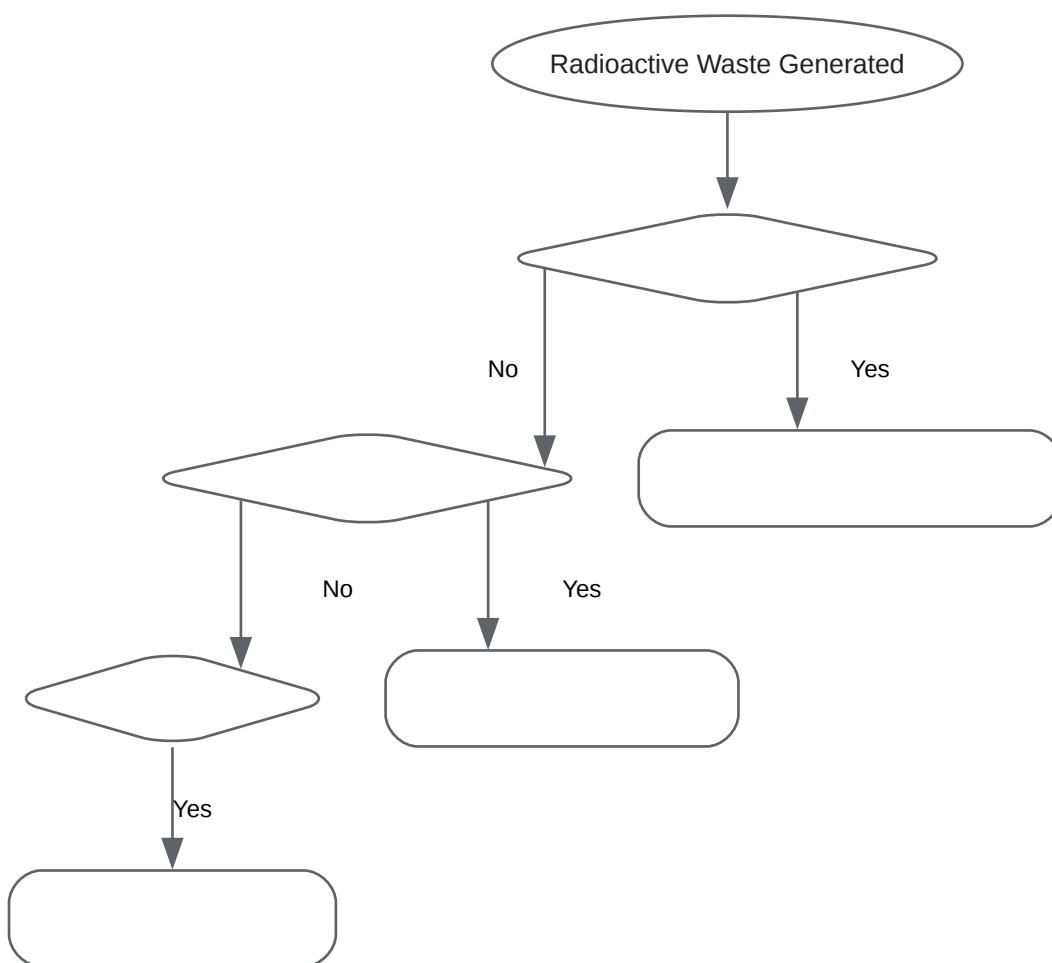 Radioactive Waste Generated
No
Yes
No
Yes
Yes